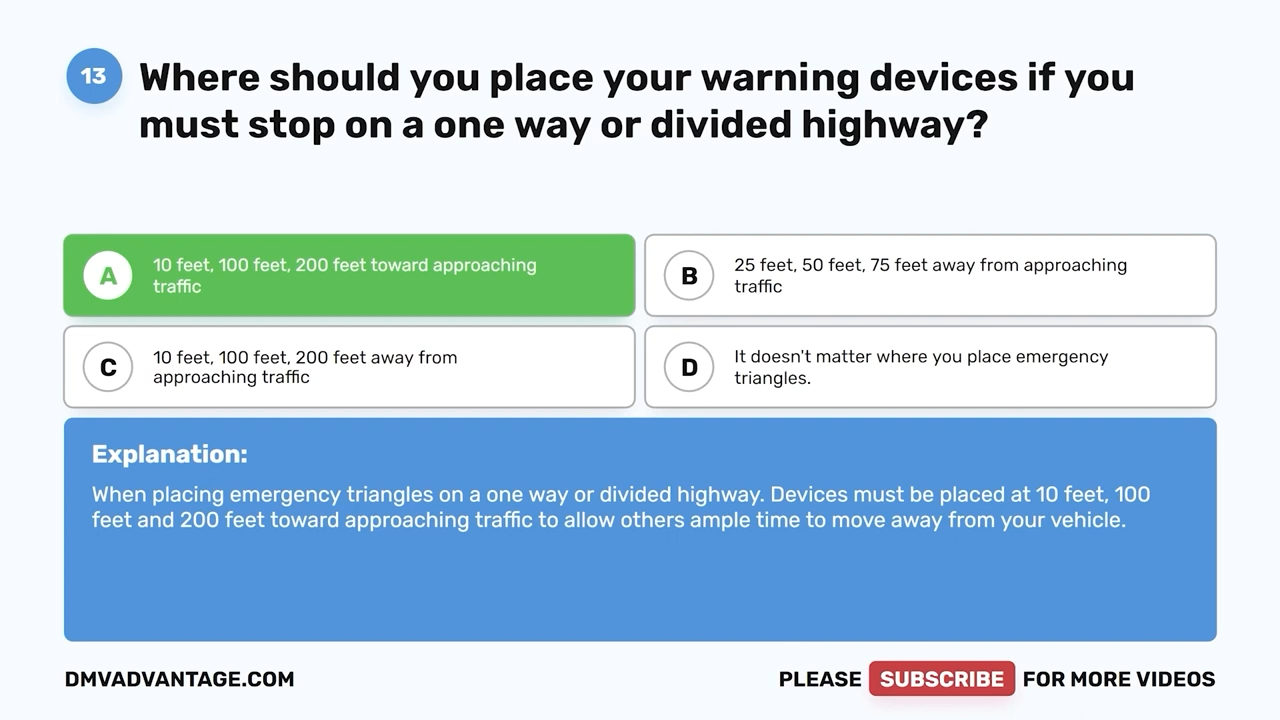 13
Where should you place your warning devices if you
must stop on a one way or divided highway?
A
10 feet, 100 feet, 200 feet toward approaching
traffic
B
25 feet, 50 feet, 75 feet away from approaching
traffic
C
10 feet, 100 feet, 200 feet away from
approaching traffic
D
It doesn't matter where you place emergency
triangles.
Explanation:
When placing emergency triangles on a one way or divided highway. Devices must be placed at 10 feet, 100
feet and 200 feet toward approaching traffic to allow others ample time to move away from your vehicle.
DMVADVANTAGE.COM
PLEASE SUBSCRIBE FOR MORE VIDEOS